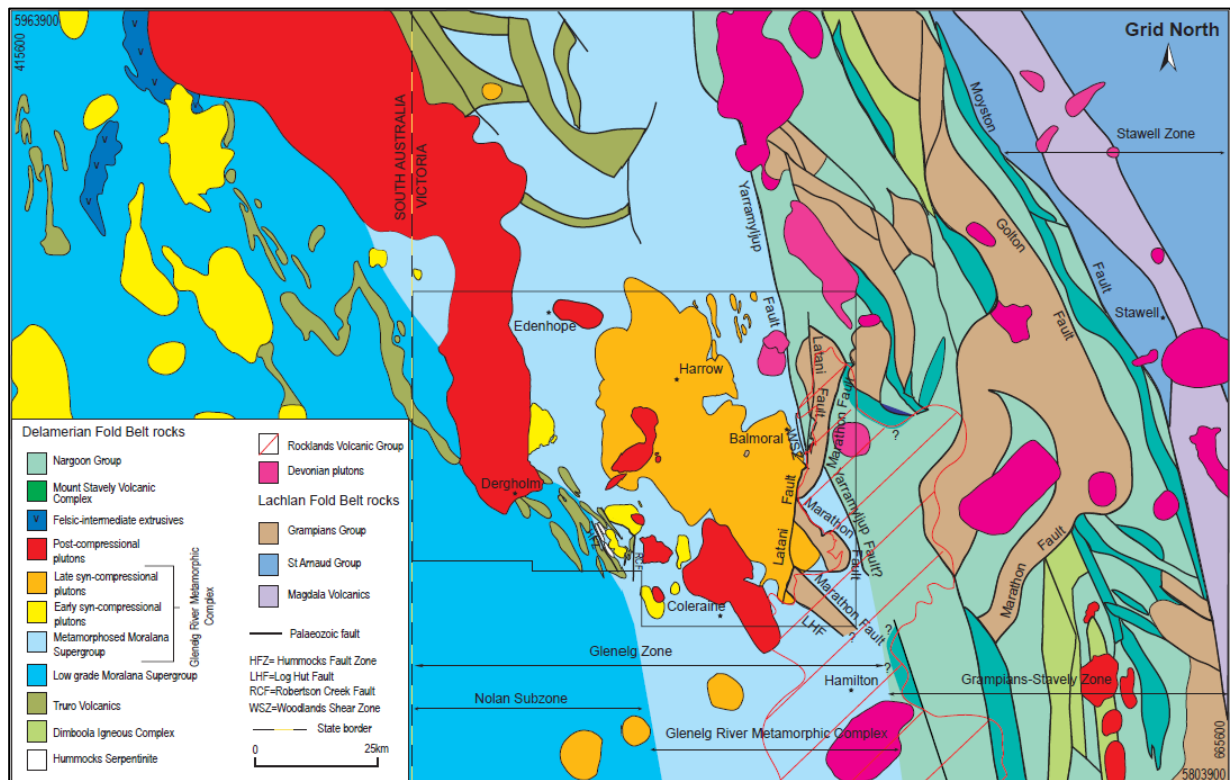 5963900
415600
Grid North
SOUTH AUSTRALIA
VICTORIA
Moyston
Stawell Zone
Yarramyljup
Golton
Fault
Fault
Stawell
Edenhope
Fault
Latani
Fault
Harrow
Marathon Fault
Balmoral
WSZ
?
Dergholm
Fault
Latani
Marathon
Fault
Yarramyljup Fault?
HFZ
RCF
Marathon
Fault
Coleraine
Marathon Fault
LHF
?
?
?
Glenelg Zone
Hamilton
Grampians-Stavely Zone
Nolan Subzone
Glenelg River Metamorphic Complex
665600
5803900
Delamerian Fold Belt rocks
Nargoon Group
Mount Stavely Volcanic
Complex
Felsic-intermediate extrusives
Post-compressional
plutons
Late syn-compressional
plutons
Early syn-compressional
plutons
Metamorphosed Moralana
Supergroup
Glenelg River Metamorphic
Complex
Low grade Moralana Supergroup
Truro Volcanics
Dimboola Igneous Complex
Hummocks Serpentinite
Rocklands Volcanic Group
Devonian plutons
Lachlan Fold Belt rocks
Grampians Group
St Arnaud Group
Magdala Volcanics
Palaeozoic fault
HFZ= Hummocks Fault Zone
LHF=Log Hut Fault
RCF=Robertson Creek Fault
WSZ=Woodlands Shear Zone
State border
0 25km